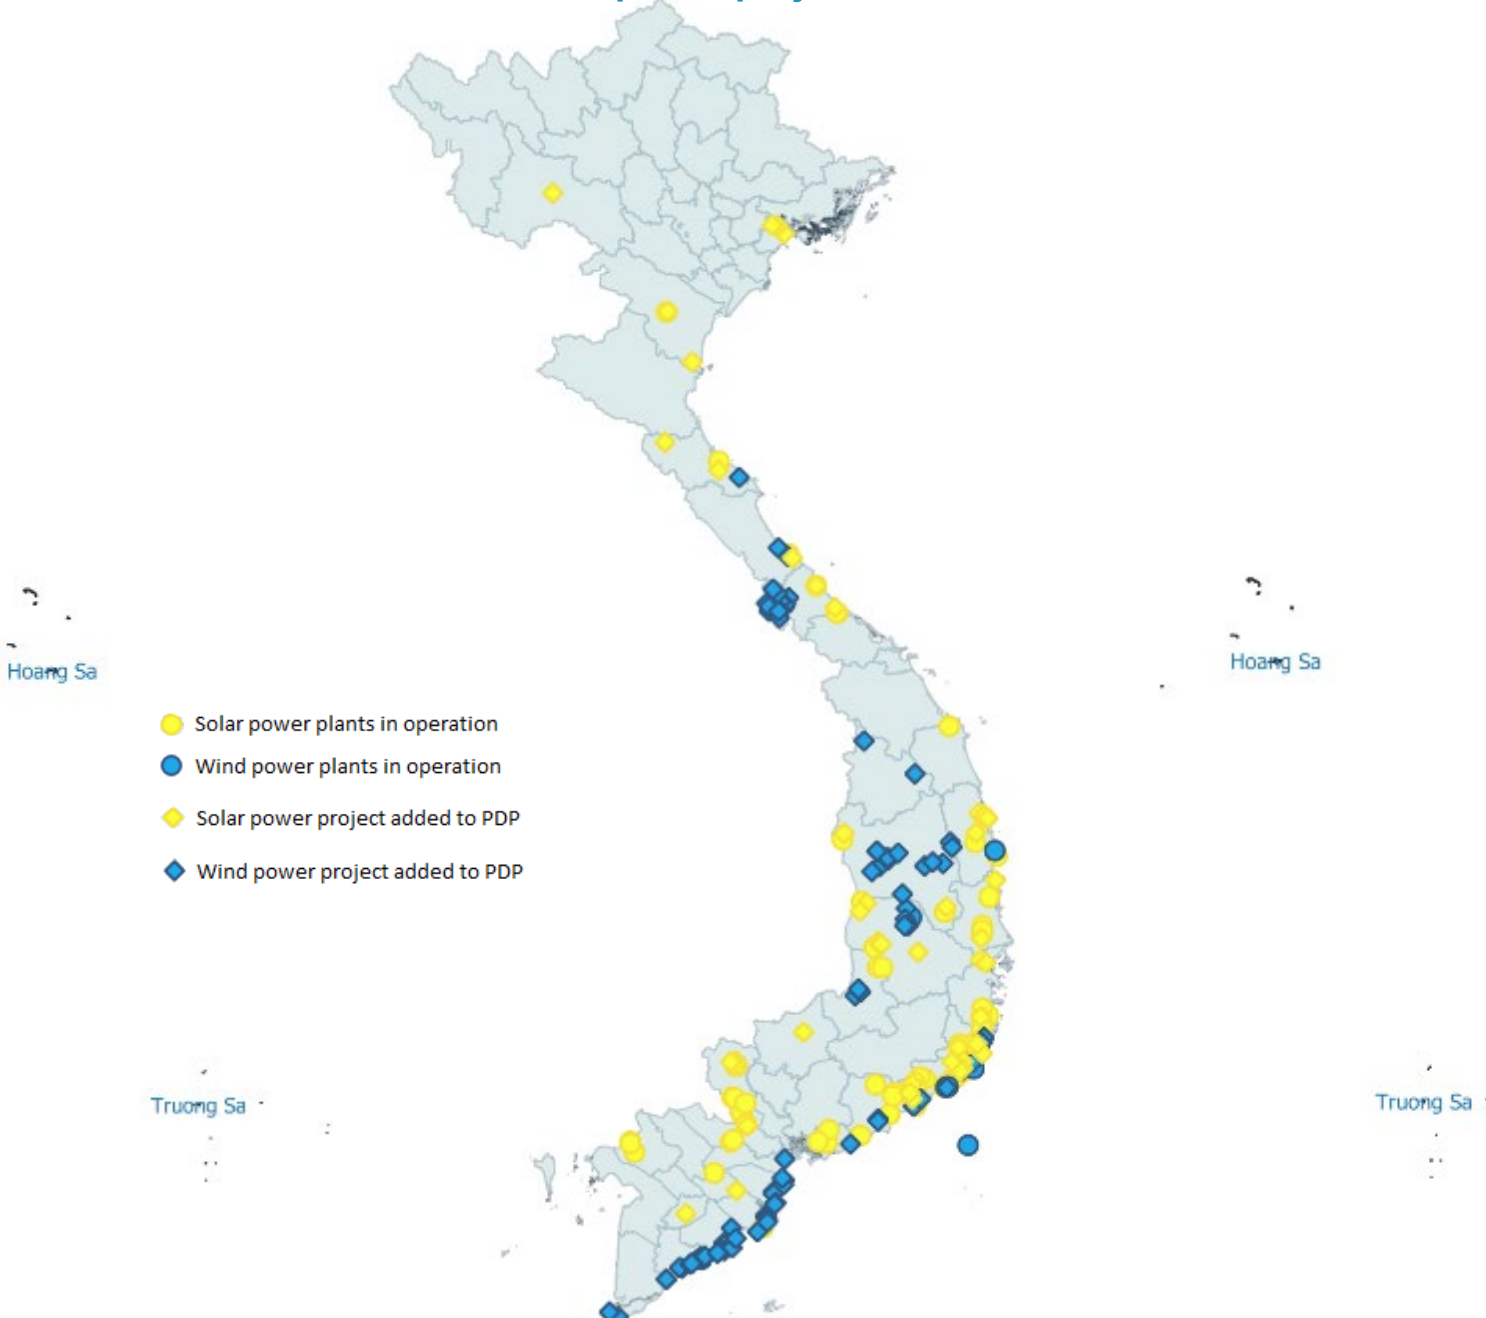 Hoang Sa
Hoang Sa
Solar power plants in operation
Wind power plants in operation
Solar power project added to PDP
Wind power project added to PDP
Truong Sa
Truong Sa